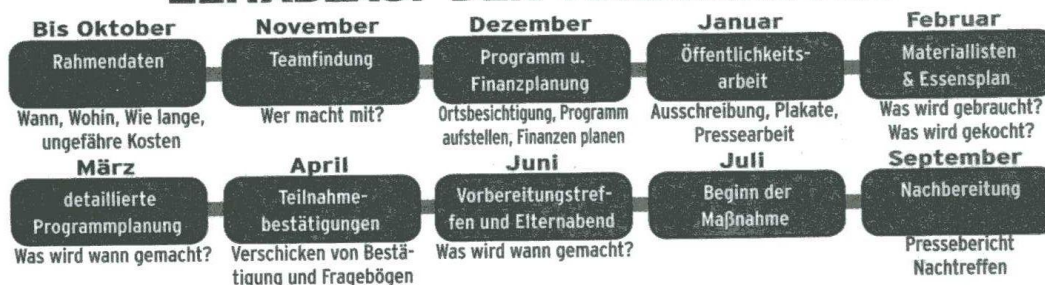 Bis Oktober
Rahmendaten
Wann, Wohin, Wie lange,
ungefähre Kosten
November
Teamfindung
Wer macht mit?
Dezember
Programm u.
Finanzplanung
Ortsbesichtigung, Programm
aufstellen, Finanzen planen
Januar
Öffentlichkeits-
arbeit
Ausschreibung, Plakate,
Pressearbeit
Februar
Materiallisten
& Essensplan
Was wird gebraucht?
Was wird gekocht?
März
detaillierte
Programmplanung
Was wird wann gemacht?
April
Teilnahme-
bestätigungen
Verschicken von Bestä-
tigung und Fragebögen
Juni
Vorbereitungstref-
fen und Elternabend
Was wird wann gemacht?
Juli
Beginn der
Maßnahme
September
Nachbereitung
Pressebericht
Nachtreffen